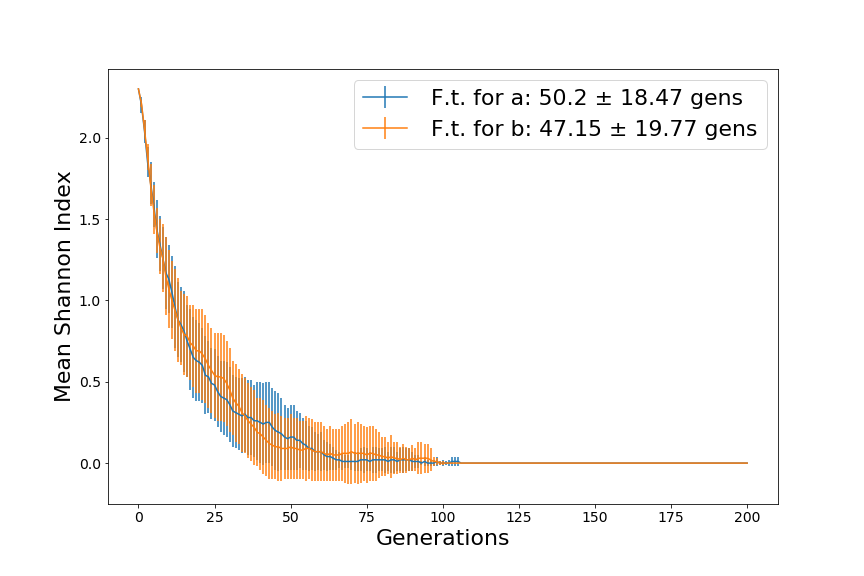 F.t. for a: 50.2 ± 18.47 gens
F.t. for b: 47.15 ± 19.77 gens
Mean Shannon Index
2.0
1.5
1.0
0.5
0.0
0 25 50 75 100 125 150 175 200
Generations